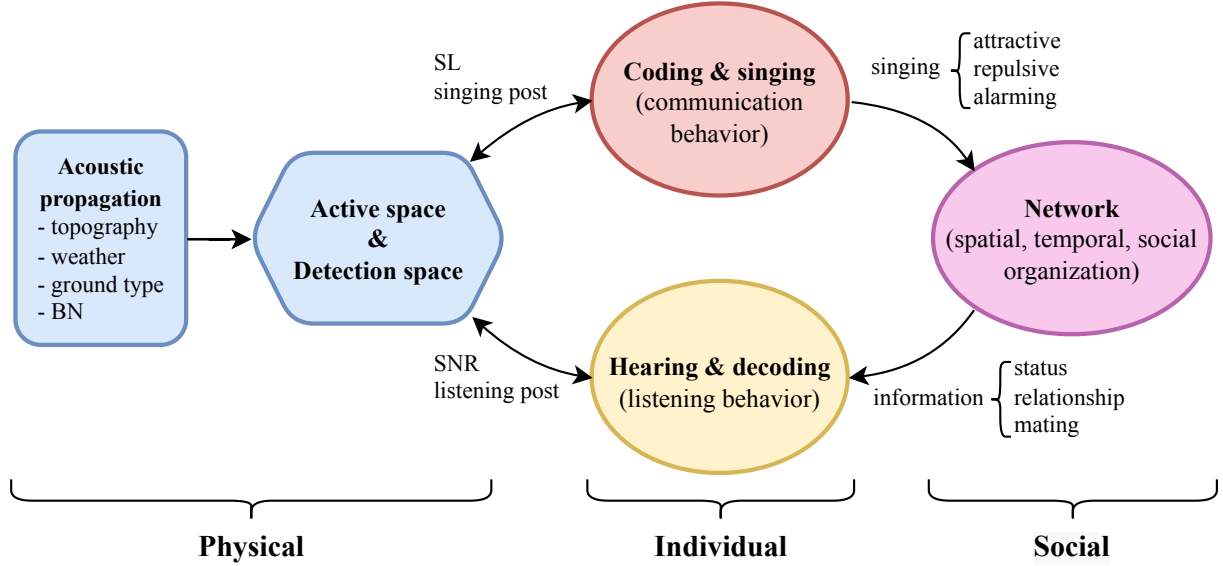 Acoustic
propagation
- topography
- weather
- ground type
- BN
Active space
&
Detection space
SL
singing post
SNR
listening post
Coding & singing
(communication
behavior)
Hearing & decoding
(listening behavior)
singing
attractive
repulsive
alarming
Network
(spatial, temporal, social
organization)
information
status
relationship
mating
Physical
Individual
Social